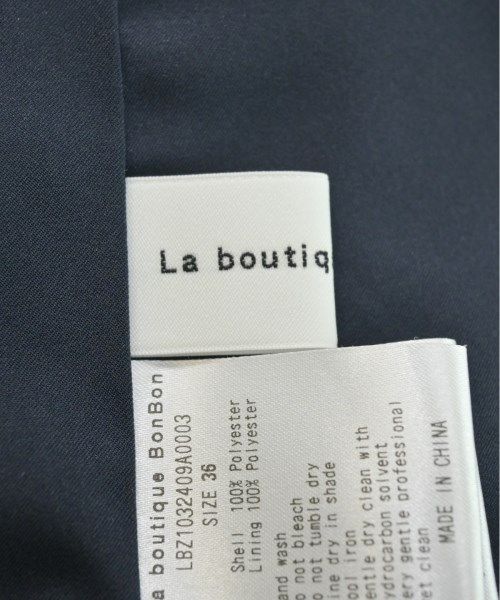 La boutiq
a boutique BonBon
LBZ1032409A0003
SIZE 36
Shell 100% Polyester
Lining 100% Polyester
and wash
o not bleach
o not tumble dry
ine dry in shade
ool iron
entle dry clean with
ydrocarbon solvent
ery gentle professional
et clean
MADE IN CHINA